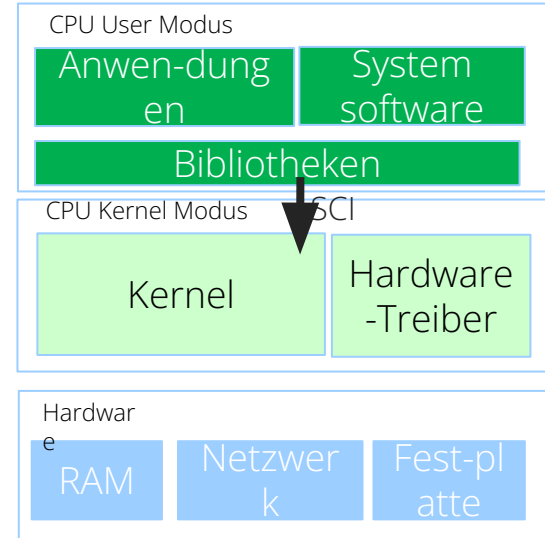 CPU User Modus
Anwen-dung
en
System
software
Bibliotheken
SCI
CPU Kernel Modus
Kernel
Hardware
-Treiber
Hardwar
e
RAM
Netzwer
k
Fest-pl
atte